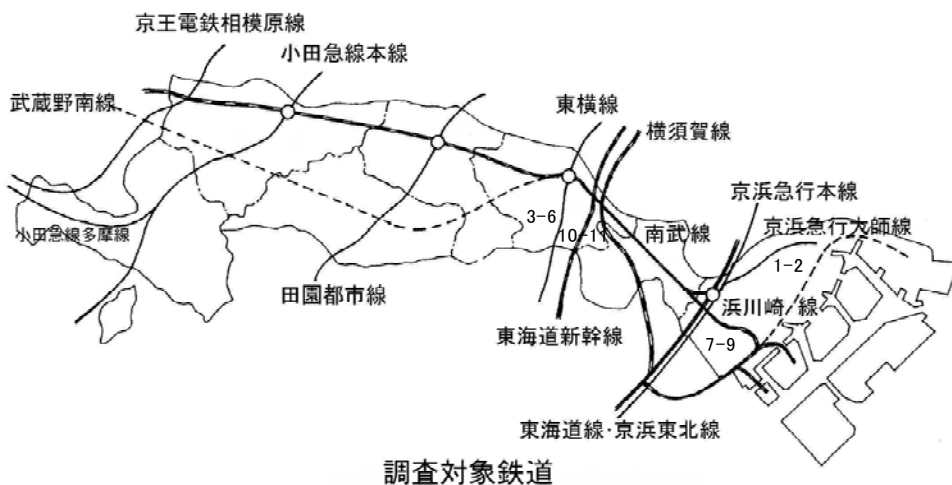 京王電鉄相模原線
小田急線本線
武蔵野南線
東横線
横須賀線
京浜急行本線
3-6
京浜急行大師線
小田急線多摩線
10-11
南武線
1-2
田園都市線
浜川崎 線
東海道新幹線
7-9
東海道線・京浜東北線
調査対象鉄道